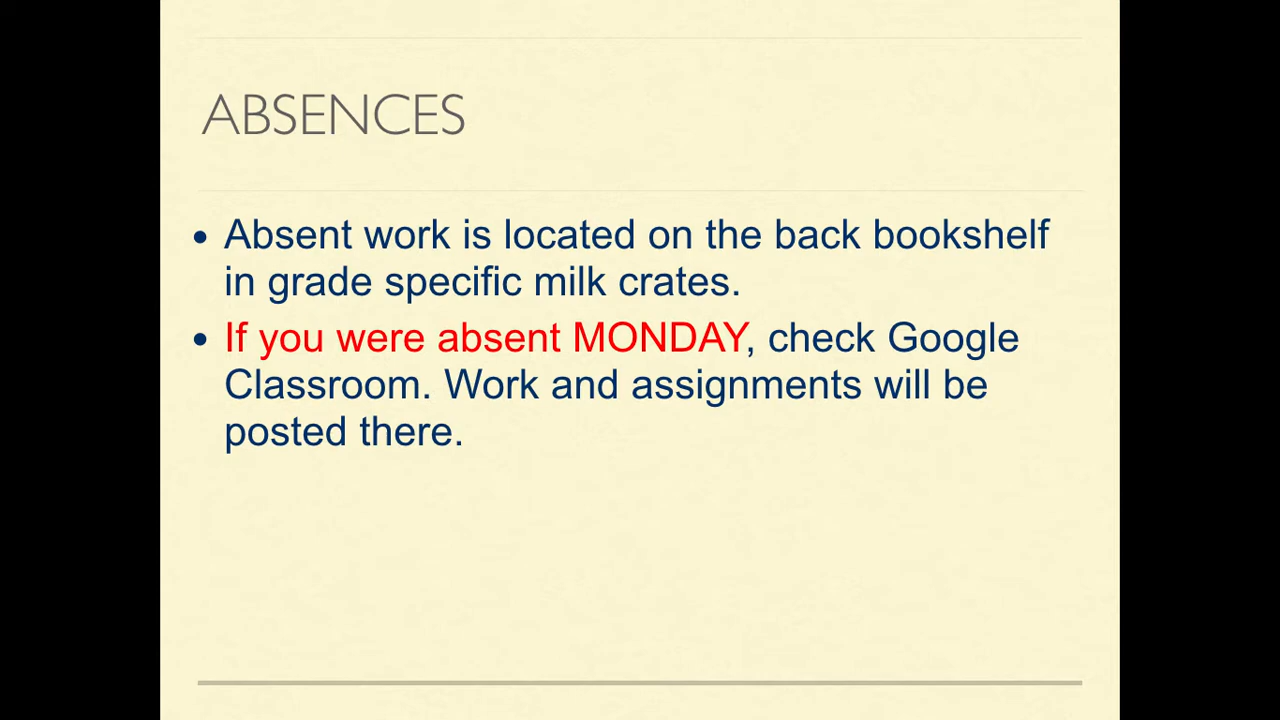 ABSENCES
• Absent work is located on the back bookshelf
in grade specific milk crates.
• If you were absent MONDAY, check Google
Classroom. Work and assignments will be
posted there.